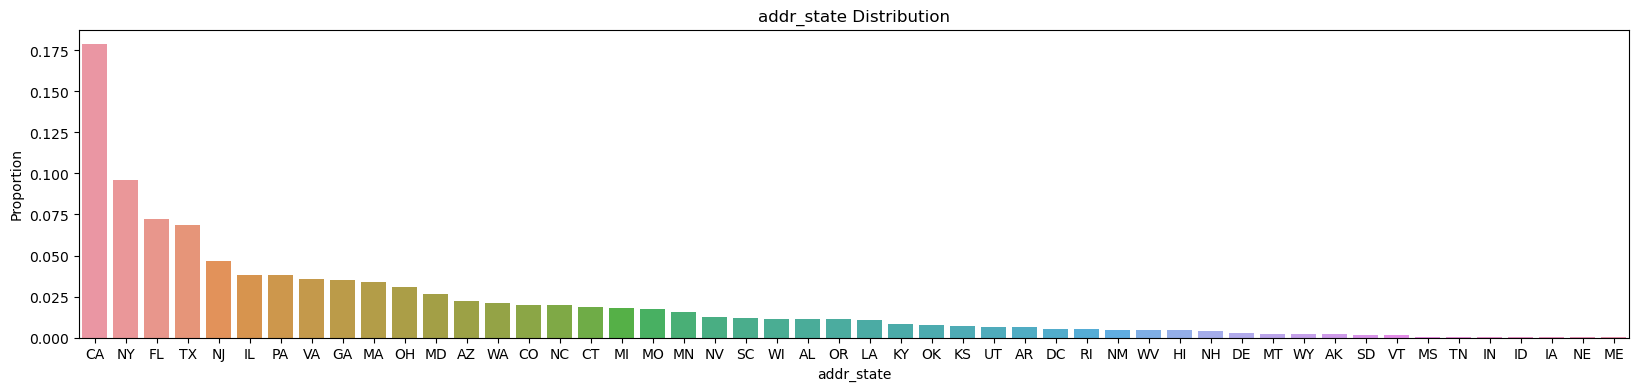 addr_state Distribution
Proportion
0.175
0.150
0.125
0.100
0.075
0.050
0.025
0.000
CA NY FL TX NJ IL PA VA GA MA OH MD AZ WA CO NC CT MI MO MN NV SC WI AL OR LA KY OK KS UT AR DC RI NM WV HI NH DE MT WY AK SD VT MS TN IN ID IA NE ME
addr_state